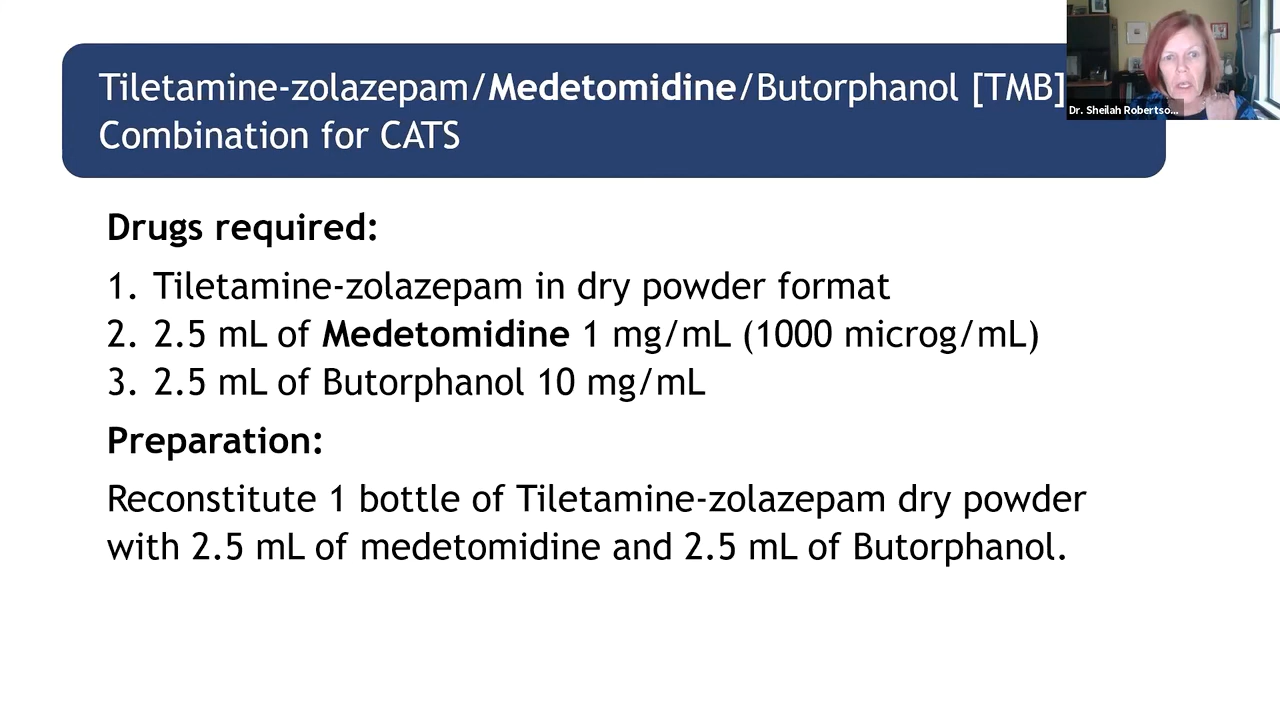 Tiletamine-zolazepam/Medetomidine/Butorphanol [TMB]
Combination for CATS
Dr. Sheilah Robertso...
Drugs required:
1. Tiletamine-zolazepam in dry powder format
2. 2.5 mL of Medetomidine 1 mg/mL (1000 microg/mL)
3. 2.5 mL of Butorphanol 10 mg/mL
Preparation:
Reconstitute 1 bottle of Tiletamine-zolazepam dry powder
with 2.5 mL of medetomidine and 2.5 mL of Butorphanol.